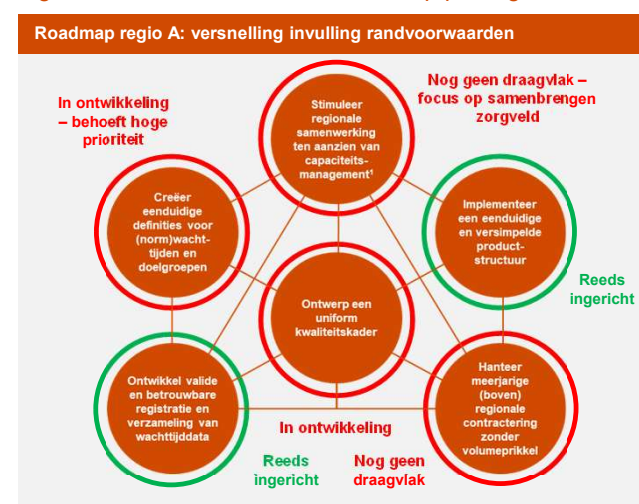 Roadmap regio A: versnelling invulling randvoorwaarden
In ontwikkeling
– behoeft hoge
prioriteit
Nog geen draagvlak –
focus op samenbrengen
zorgveld
Stimuleer
regionale
samenwerking
ten aanzien van
capaciteits-
management¹
Creëer
eenduidige
definities voor
(norm)wacht-
tijden en
doelgroepen
Implementeer
een eenduidige
en versimpelde
product-
structuur
Reeds
ingericht
Ontwerp een
uniform
kwaliteitskader
Ontwikkel valide
en betrouwbare
registratie en
verzameling van
wachttijddata
Hanteer
meerjarige
(boven)
regionale
contractering
zonder
volumeprikkel
In ontwikkeling
Reeds
ingericht
Nog geen
draagvlak